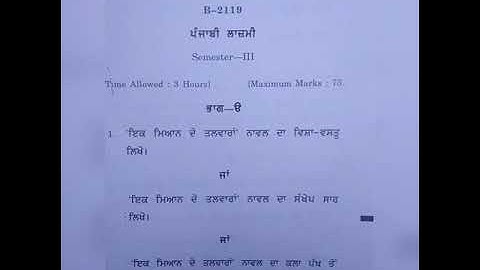 B-2119
ਪੰਜਾਬੀ ਲਾਜ਼ਮੀ
Semester—III
Time Allowed : 3 Hours] [Maximum Marks : 75
ਭਾਗ—ੳ
1. 'ਇਕ ਮਿਆਨ ਦੋ ਤਲਵਾਰਾਂ' ਨਾਵਲ ਦਾ ਵਿਸ਼ਾ-ਵਸਤੂ
ਲਿਖੋ।
ਜਾਂ
'ਇਕ ਮਿਆਨ ਦੋ ਤਲਵਾਰਾਂ' ਨਾਵਲ ਦਾ ਸੰਖੇਪ ਸਾਰ
ਲਿਖੋ।
ਜਾਂ
'ਇਕ ਮਿਆਨ ਦੋ ਤਲਵਾਰਾਂ' ਨਾਵਲ ਦਾ ਕਲਾ ਪੱਖ ਤੋਂ